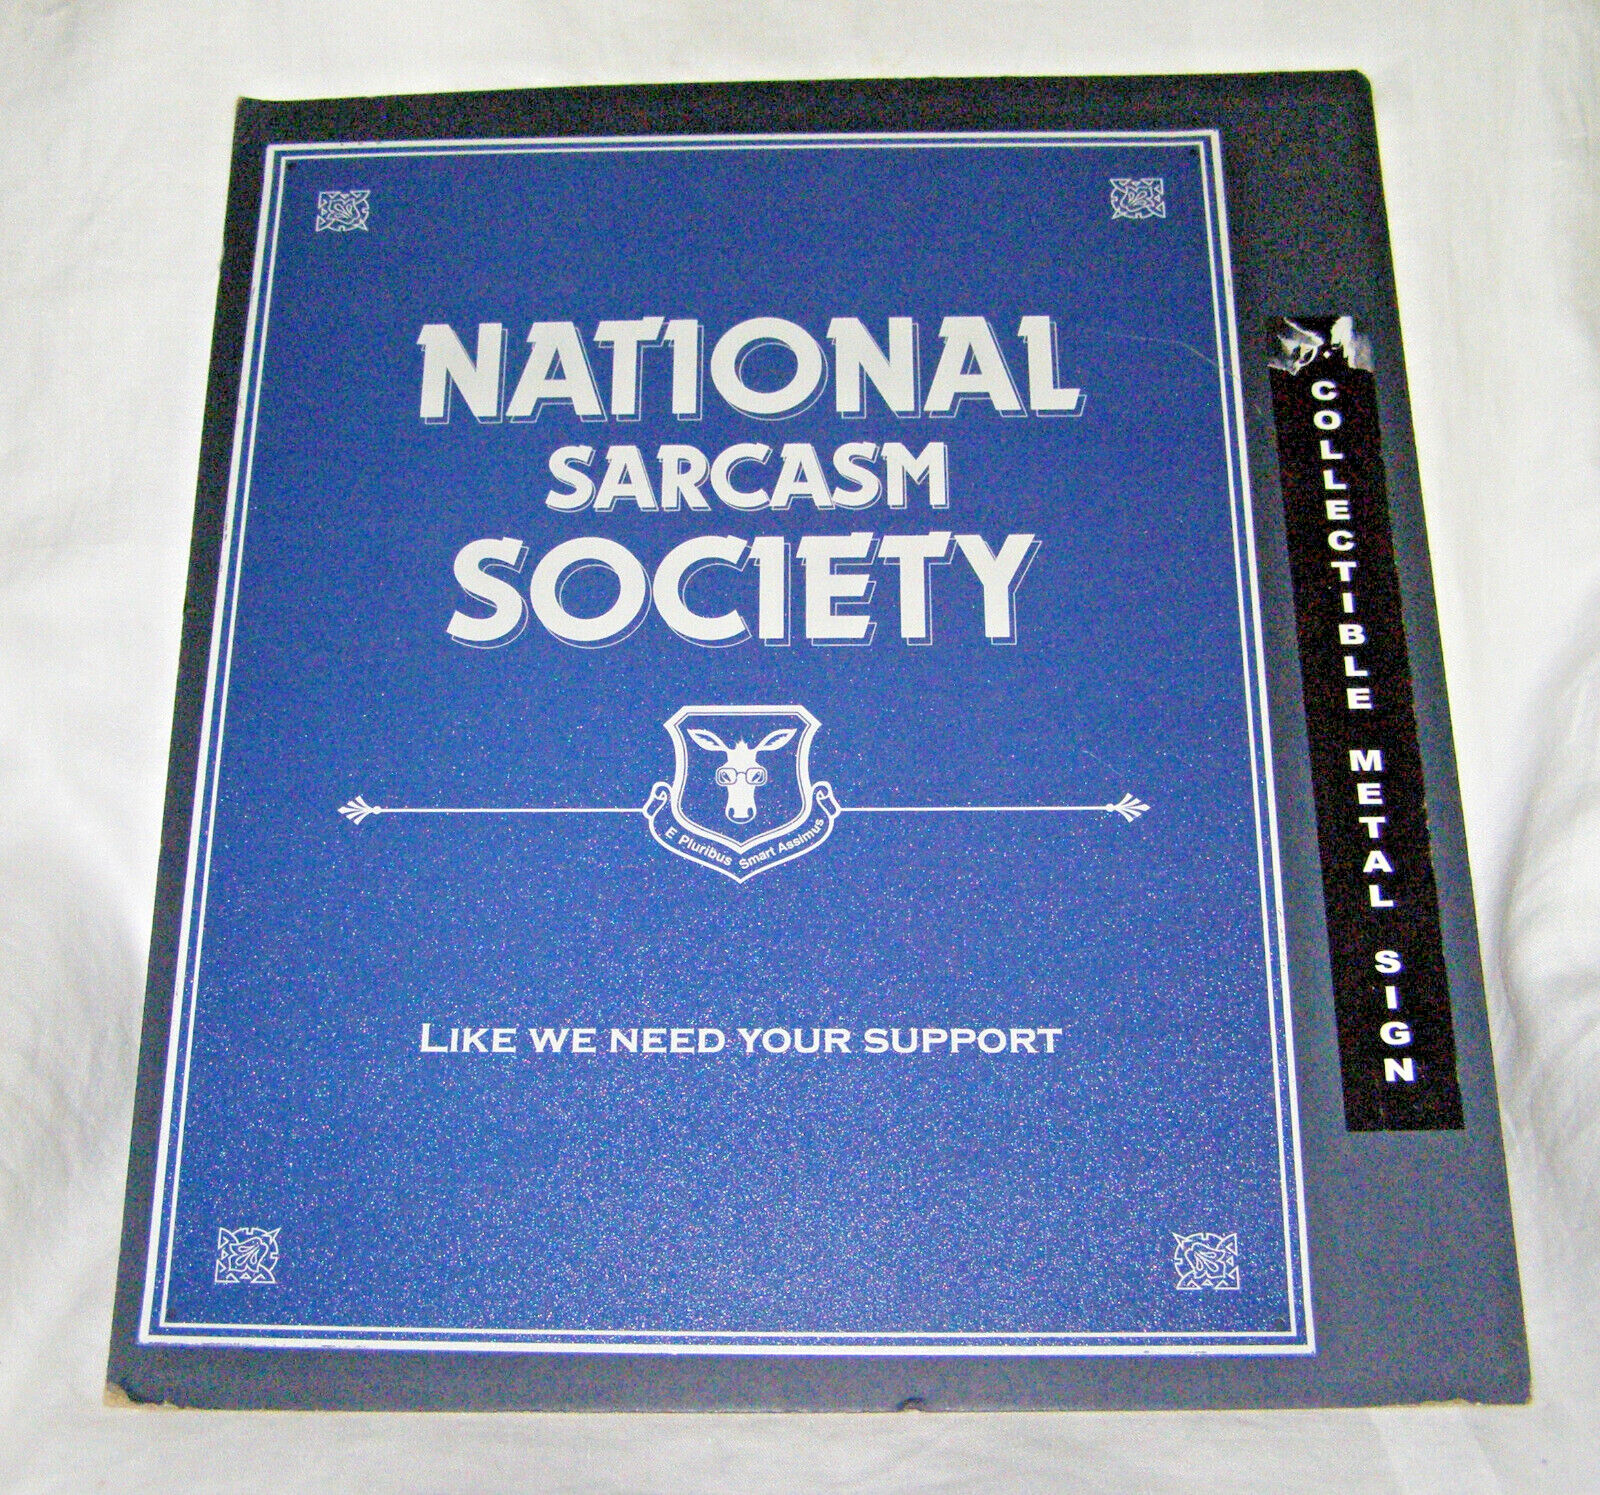 NATIONAL
SARCASM
SOCIETY
E Pluribus Smart Assimus
LIKE WE NEED YOUR SUPPORT
COLLECTIBLE METAL SIGN